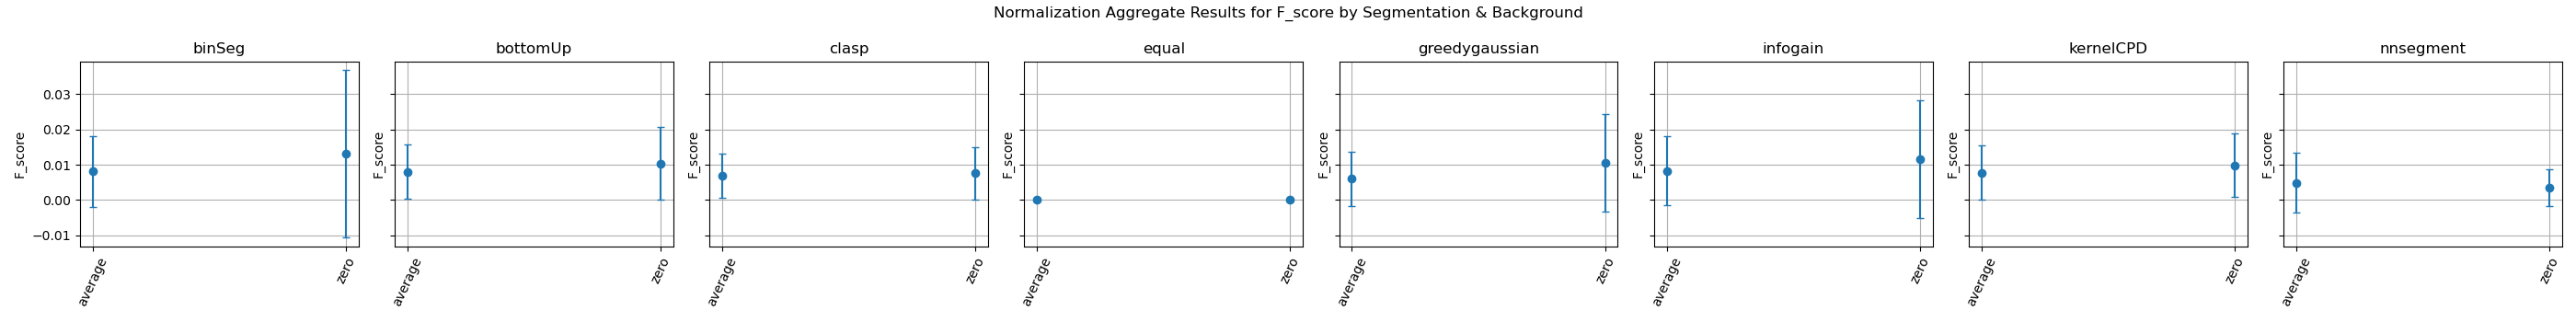 Normalization Aggregate Results for F_score by Segmentation & Background
binSeg
bottomUp
clasp
equal
greedygaussian
infogain
kernelCPD
nnsegment
0.03
0.02
0.01
0.00
−0.01
F_score
F_score
F_score
F_score
F_score
F_score
F_score
F_score
average
zero
average
zero
average
zero
average
zero
average
zero
average
zero
average
zero
average
zero